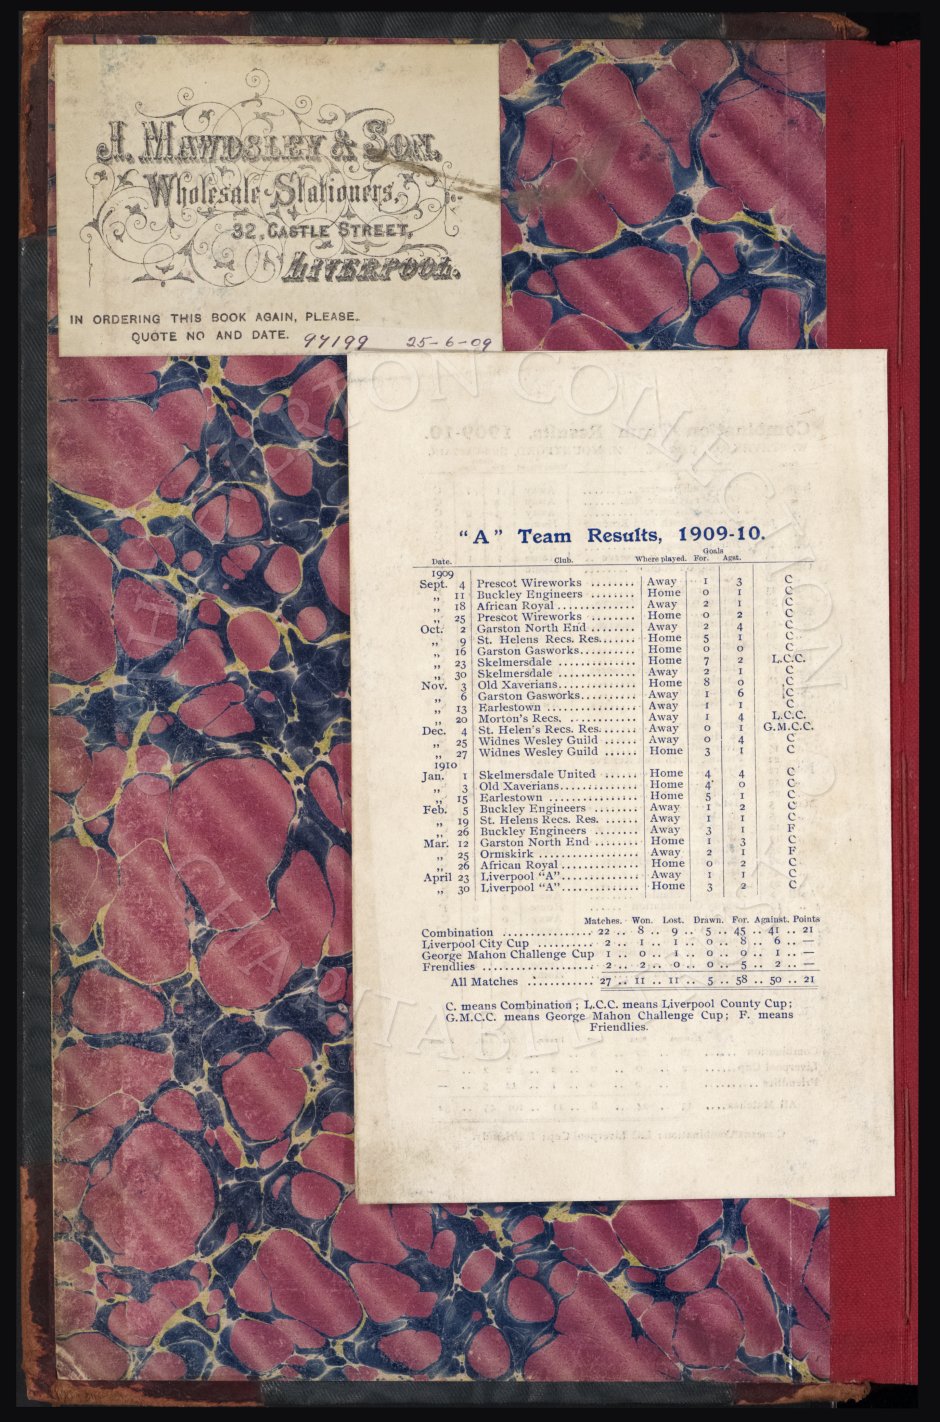 J. MAWDSLEY & SON,
Wholesale Stationers,
32, CASTLE STREET,
LIVERPOOL.
IN ORDERING THIS BOOK AGAIN, PLEASE.
QUOTE NO AND DATE. 97199 25-6-09
"A" Team Results, 1909-10.
Goals
Date. Club. Where played. For. Agst.
1909
Sept. 4 Prescot Wireworks ........ Away 1 3 C
„ 11 Buckley Engineers ........ Home 0 1 C
„ 18 African Royal .............. Away 2 1 C
„ 25 Prescot Wireworks ........ Home 0 2 C
Oct. 2 Garston North End ........ Away 2 4 C
„ 9 St. Helens Recs. Res....... Home 5 1 C
„ 16 Garston Gasworks.......... Home 0 0 C
„ 23 Skelmersdale .............. Home 7 2 L.C.C.
„ 30 Skelmersdale .............. Away 2 1 C
Nov. 3 Old Xaverians.............. Home 8 0 C
„ 6 Garston Gasworks.......... Away 1 6 C
„ 13 Earlestown ................ Away 1 1 C
„ 20 Morton's Recs. ............ Away 1 4 L.C.C.
Dec. 4 St. Helen's Recs. Res....... Away 0 1 G.M.C.C.
„ 25 Widnes Wesley Guild ...... Away 0 4 C
„ 27 Widnes Wesley Guild ...... Home 3 1 C
1910
Jan. 1 Skelmersdale United ...... Home 4 4 C
„ 3 Old Xaverians.............. Home 4 0 C
„ 15 Earlestown ................ Home 5 1 C
Feb. 5 Buckley Engineers ........ Away 1 2 C
„ 19 St. Helens Recs. Res. ...... Away 1 1 C
„ 26 Buckley Engineers ........ Away 3 1 F
Mar. 12 Garston North End ........ Home 1 3 C
„ 25 Ormskirk .................. Away 2 1 F
„ 26 African Royal .............. Home 0 2 C
April 23 Liverpool "A".............. Away 1 1 C
„ 30 Liverpool "A".............. Home 3 2 C
Matches. Won. Lost. Drawn. For. Against. Points
Combination ................ 22 .. 8 .. 9 .. 5 .. 45 .. 41 .. 21
Liverpool City Cup .......... 2 .. 1 .. 1 .. 0 .. 8 .. 6 .. —
George Mahon Challenge Cup 1 .. 0 .. 1 .. 0 .. 0 .. 1 .. —
Frendlies .................... 2 .. 2 .. 0 .. 0 .. 5 .. 2 .. —
All Matches ............ 27 .. 11 .. 11 .. 5 .. 58 .. 50 .. 21
C. means Combination; L.C.C. means Liverpool County Cup;
G.M.C.C. means George Mahon Challenge Cup; F. means
Friendlies.